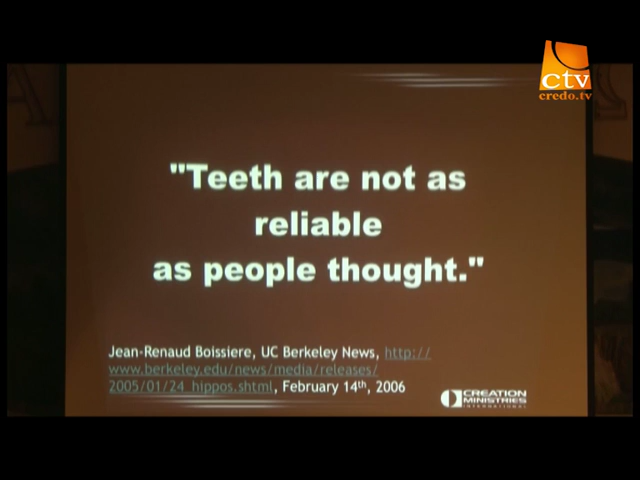 ctv
credo.tv
"Teeth are not as
reliable
as people thought."
Jean-Renaud Boissiere, UC Berkeley News, http://
www.berkeley.edu/news/media/releases/
2005/01/24_hippos.shtml, February 14th, 2006
CREATION
MINISTRIES
INTERNATIONAL